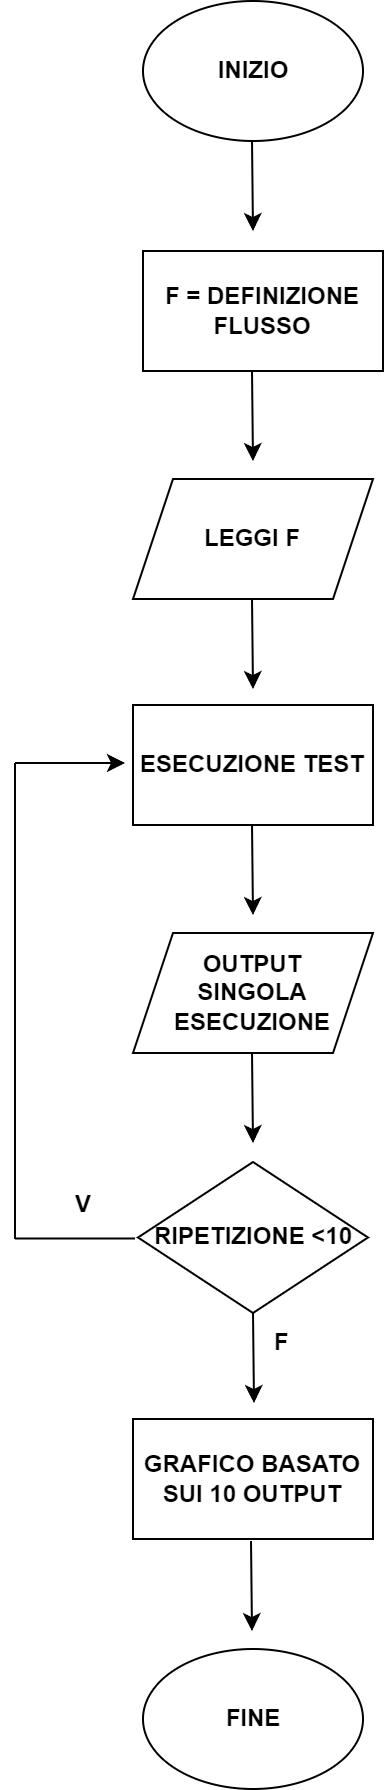 INIZIO
F = DEFINIZIONE
FLUSSO
LEGGI F
ESECUZIONE TEST
OUTPUT
SINGOLA
ESECUZIONE
V
RIPETIZIONE <10
F
GRAFICO BASATO
SUI 10 OUTPUT
FINE